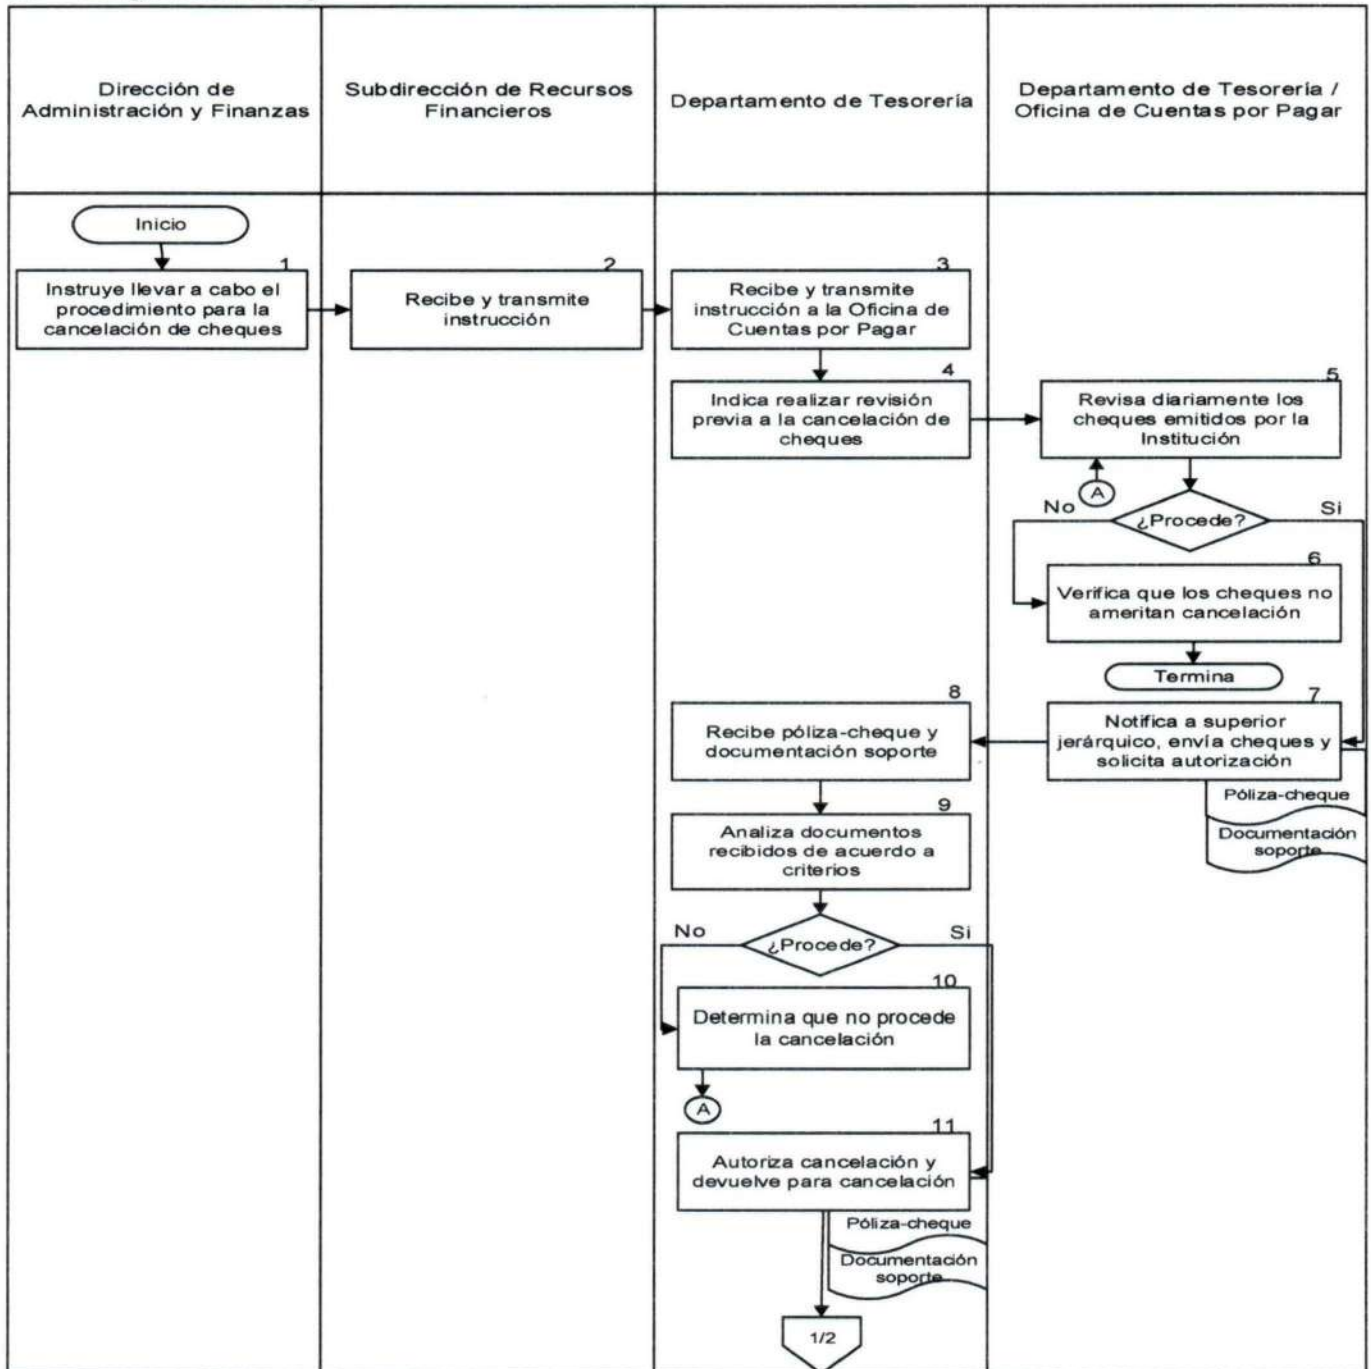 Dirección de
Administración y Finanzas
Subdirección de Recursos
Financieros
Departamento de Tesorería
Departamento de Tesorería /
Oficina de Cuentas por Pagar
Inicio
1
Instruye llevar a cabo el
procedimiento para la
cancelación de cheques
2
Recibe y transmite
instrucción
3
Recibe y transmite
instrucción a la Oficina de
Cuentas por Pagar
4
Indica realizar revisión
previa a la cancelación de
cheques
5
Revisa diariamente los
cheques emitidos por la
Institución
A
No
¿Procede?
Si
6
Verifica que los cheques no
ameritan cancelación
Termina
7
Notifica a superior
jerárquico, envía cheques y
solicita autorización
Póliza-cheque
Documentación
soporte
8
Recibe póliza-cheque y
documentación soporte
9
Analiza documentos
recibidos de acuerdo a
criterios
No
¿Procede?
Si
10
Determina que no procede
la cancelación
A
11
Autoriza cancelación y
devuelve para cancelación
Póliza-cheque
Documentación
soporte
1/2